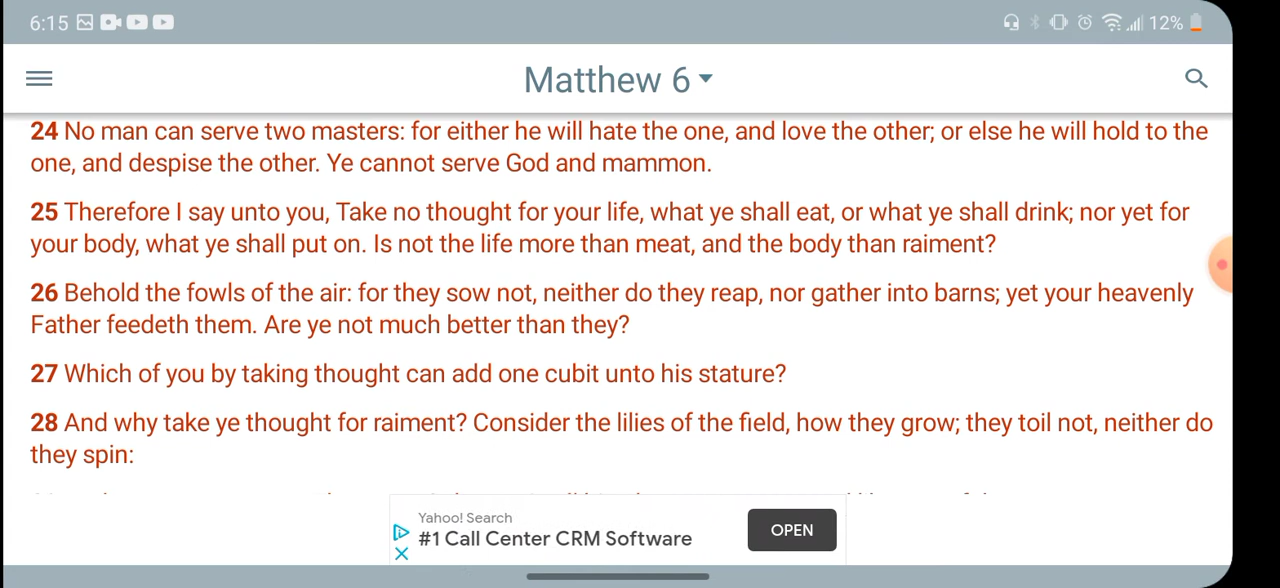 6:15 12%
Matthew 6
24 No man can serve two masters: for either he will hate the one, and love the other; or else he will hold to the
one, and despise the other. Ye cannot serve God and mammon.
25 Therefore I say unto you, Take no thought for your life, what ye shall eat, or what ye shall drink; nor yet for
your body, what ye shall put on. Is not the life more than meat, and the body than raiment?
26 Behold the fowls of the air: for they sow not, neither do they reap, nor gather into barns; yet your heavenly
Father feedeth them. Are ye not much better than they?
27 Which of you by taking thought can add one cubit unto his stature?
28 And why take ye thought for raiment? Consider the lilies of the field, how they grow; they toil not, neither do
they spin:
Yahoo! Search
#1 Call Center CRM Software
OPEN